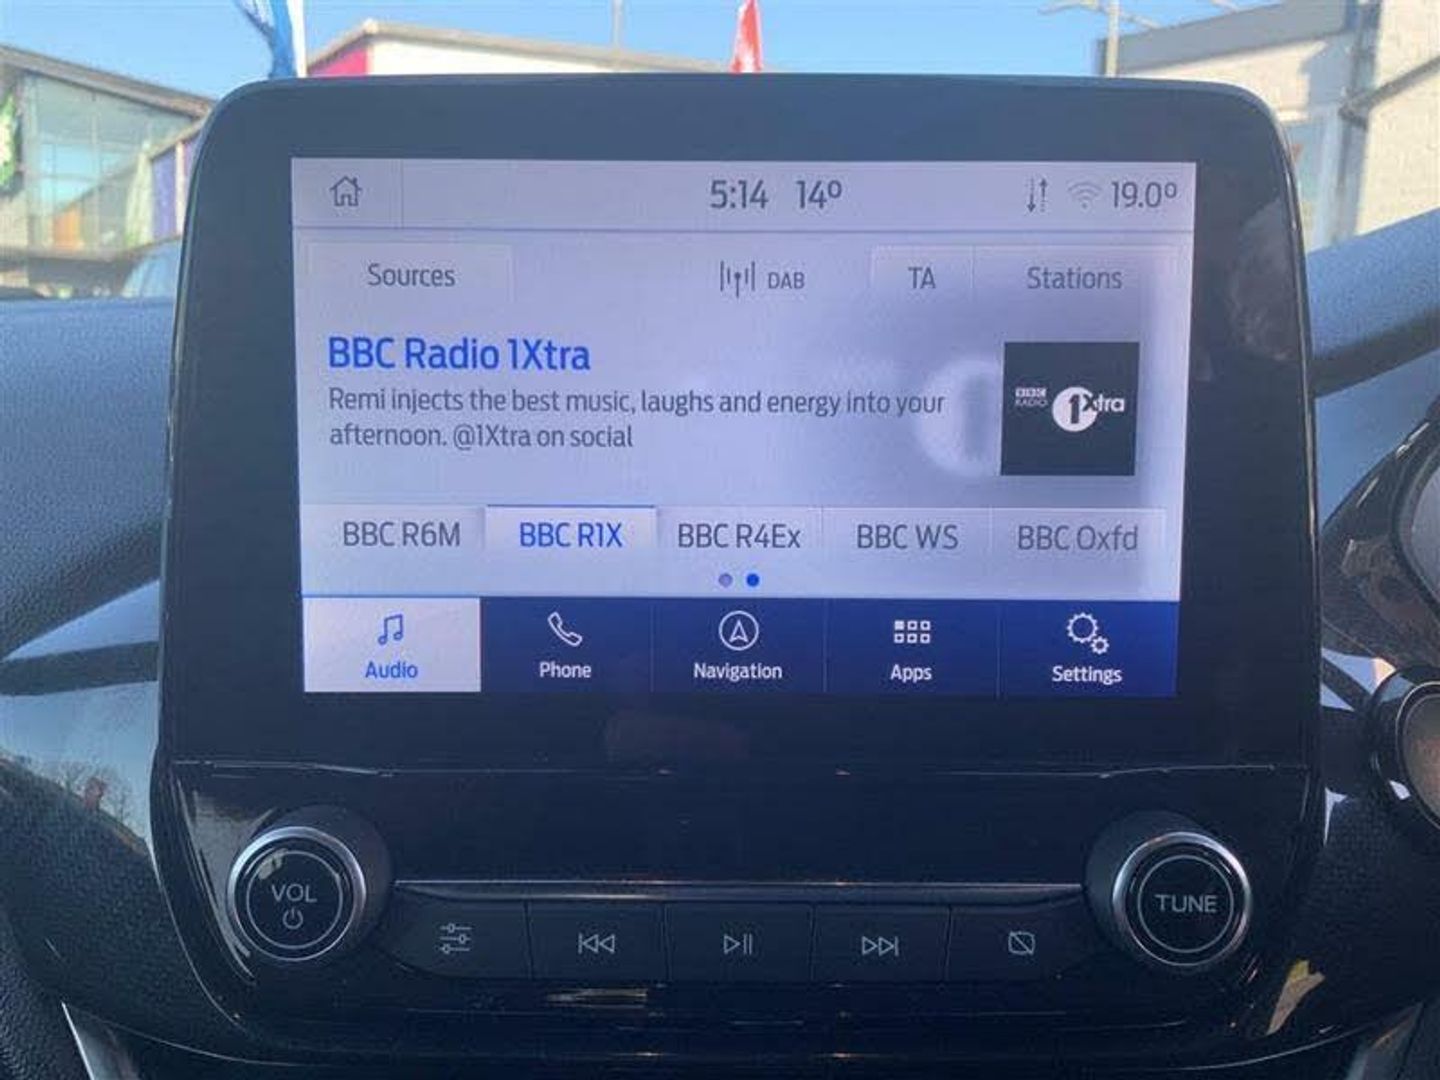 5:14 14º 19.0º
Sources DAB TA Stations
BBC Radio 1Xtra
Remi injects the best music, laughs and energy into your
afternoon. @1Xtra on social
BBC
RADIO
1Xtra
BBC R6M BBC R1X BBC R4Ex BBC WS BBC Oxfd
Audio Phone Navigation Apps Settings
VOL
TUNE